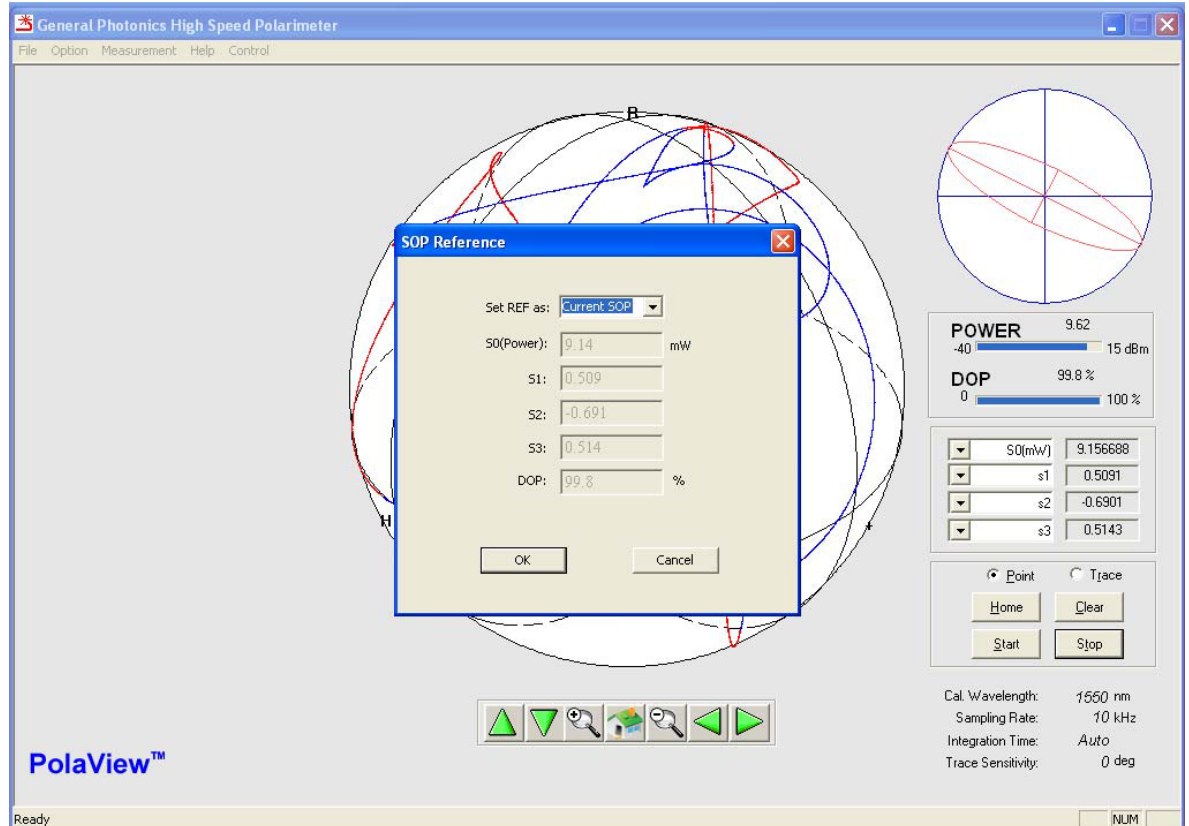 General Photonics High Speed Polarimeter
File Option Measurement Help Control
R
H
+
SOP Reference
Set REF as: Current SOP
S0(Power): 9.14 mW
S1: 0.509
S2: -0.691
S3: 0.514
DOP: 99.8 %
OK Cancel
POWER 9.62
-40 15 dBm
DOP 99.8 %
0 100 %
S0(mW) 9.156688
s1 0.5091
s2 -0.6901
s3 0.5143
Point Trace
Home Clear
Start Stop
Cal. Wavelength: 1550 nm
Sampling Rate: 10 kHz
Integration Time: Auto
Trace Sensitivity: 0 deg
PolaView™
Ready NUM